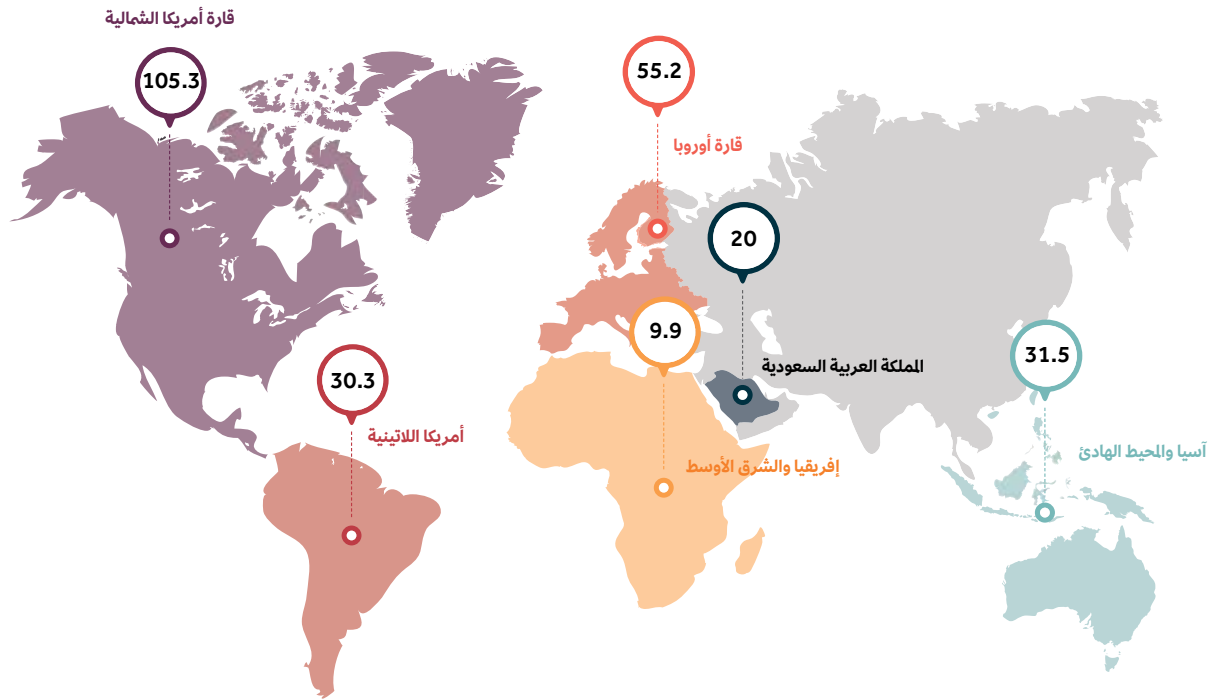 قارة أمريكا الشمالية
105.3
55.2
قارة أوروبا
20
9.9
المملكة العربية السعودية
31.5
30.3
أمريكا اللاتينية
آسيا والمحيط الهادئ
إفريقيا والشرق الأوسط